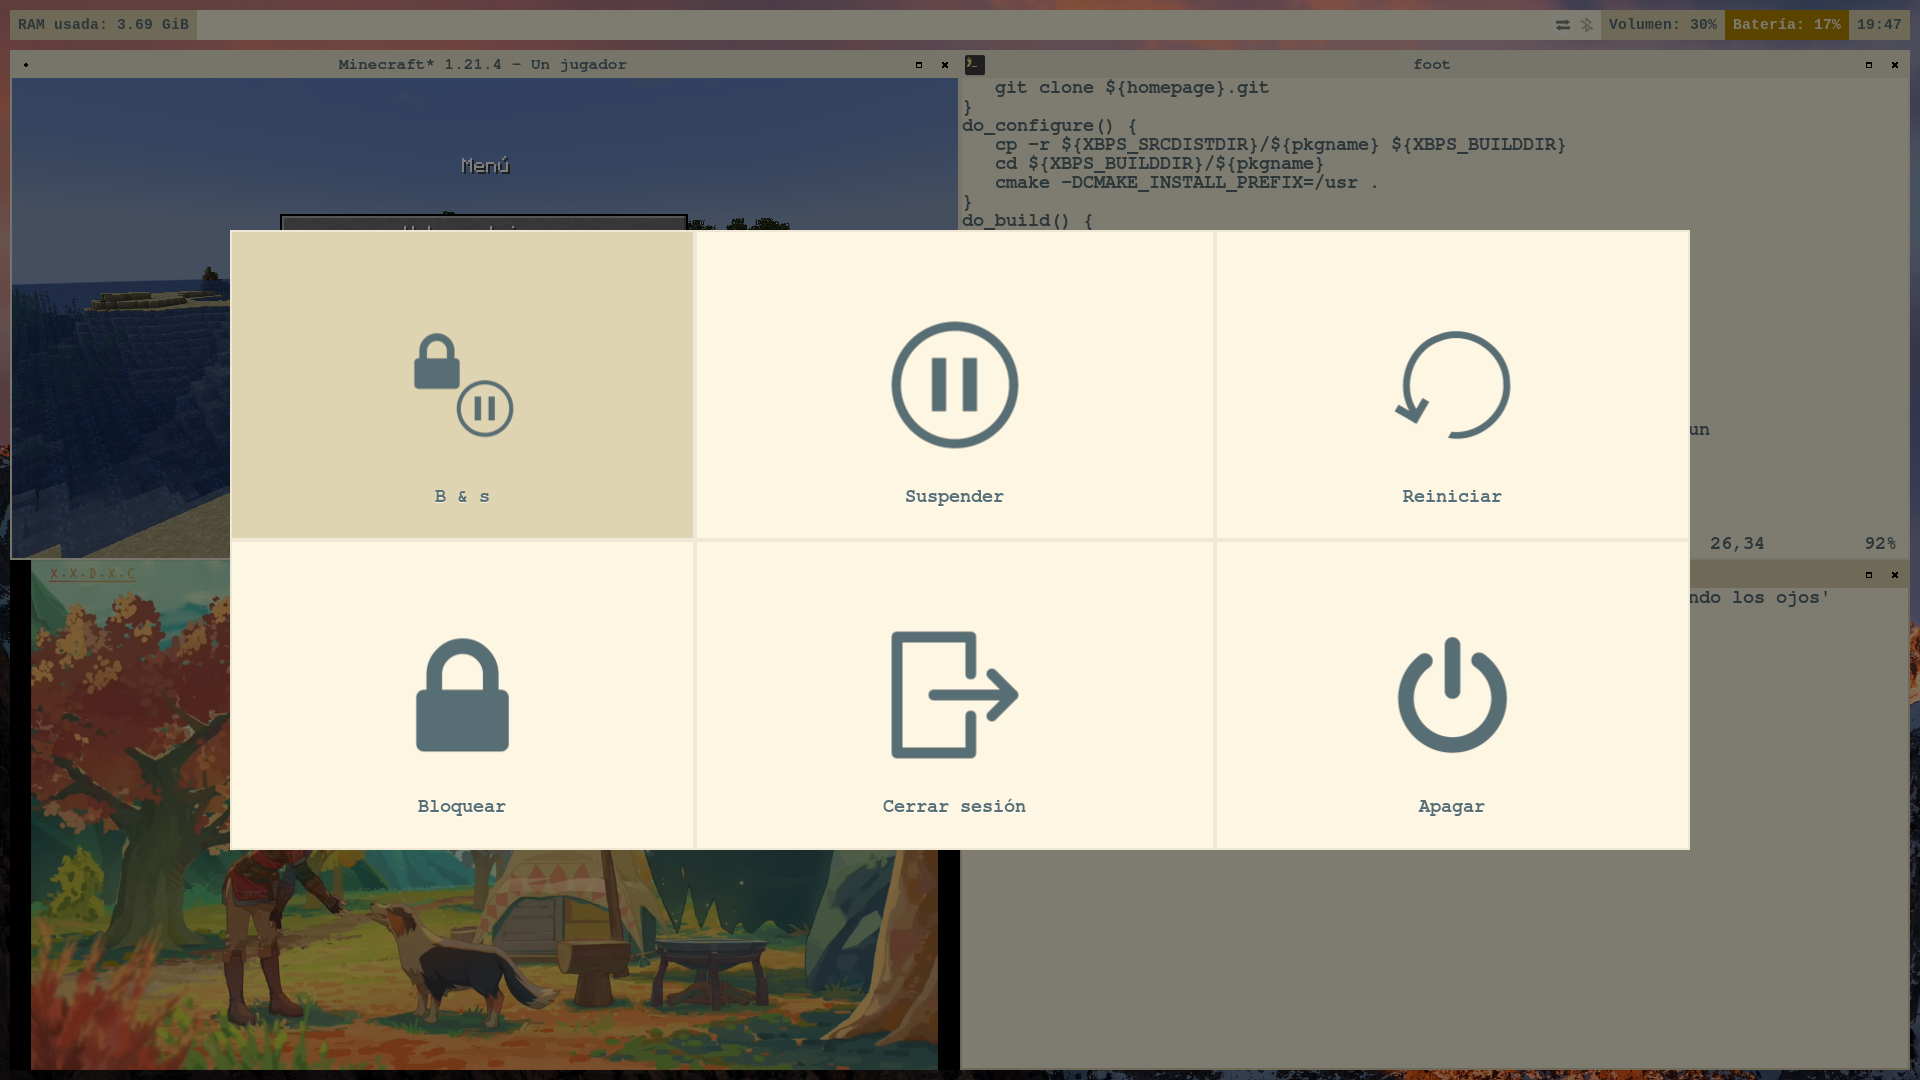 RAM usada: 3.69 GiB
Volumen: 30%
Batería: 17%
19:47
Minecraft* 1.21.4 – Un jugador
Menú
foot
git clone ${homepage}.git
}
do_configure() {
cp -r ${XBPS_SRCDISTDIR}/${pkgname} ${XBPS_BUILDDIR}
cd ${XBPS_BUILDDIR}/${pkgname}
cmake -DCMAKE_INSTALL_PREFIX=/usr .
}
do_build() {
un
26,34
92%
ndo los ojos'
X.X.D.X.C
B & s
Suspender
Reiniciar
Bloquear
Cerrar sesión
Apagar